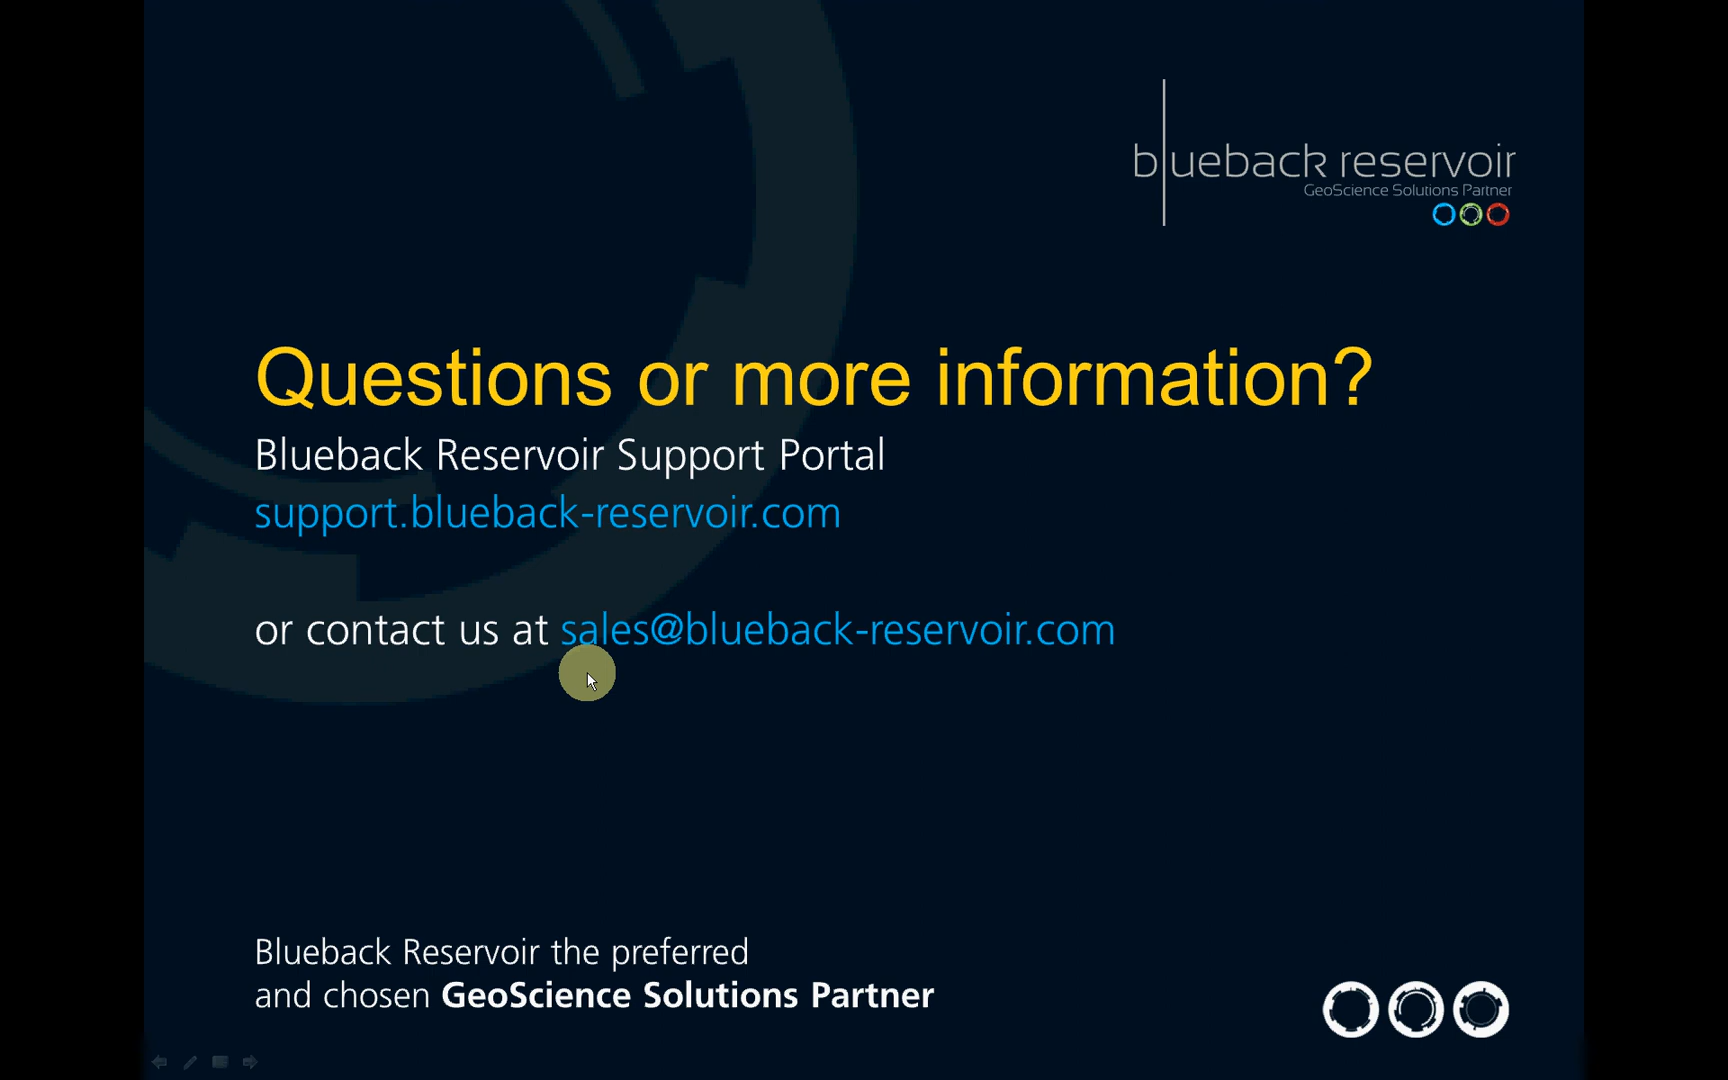 blueback reservoir
GeoScience Solutions Partner
Questions or more information?
Blueback Reservoir Support Portal
support.blueback-reservoir.com
or contact us at sales@blueback-reservoir.com
Blueback Reservoir the preferred
and chosen GeoScience Solutions Partner